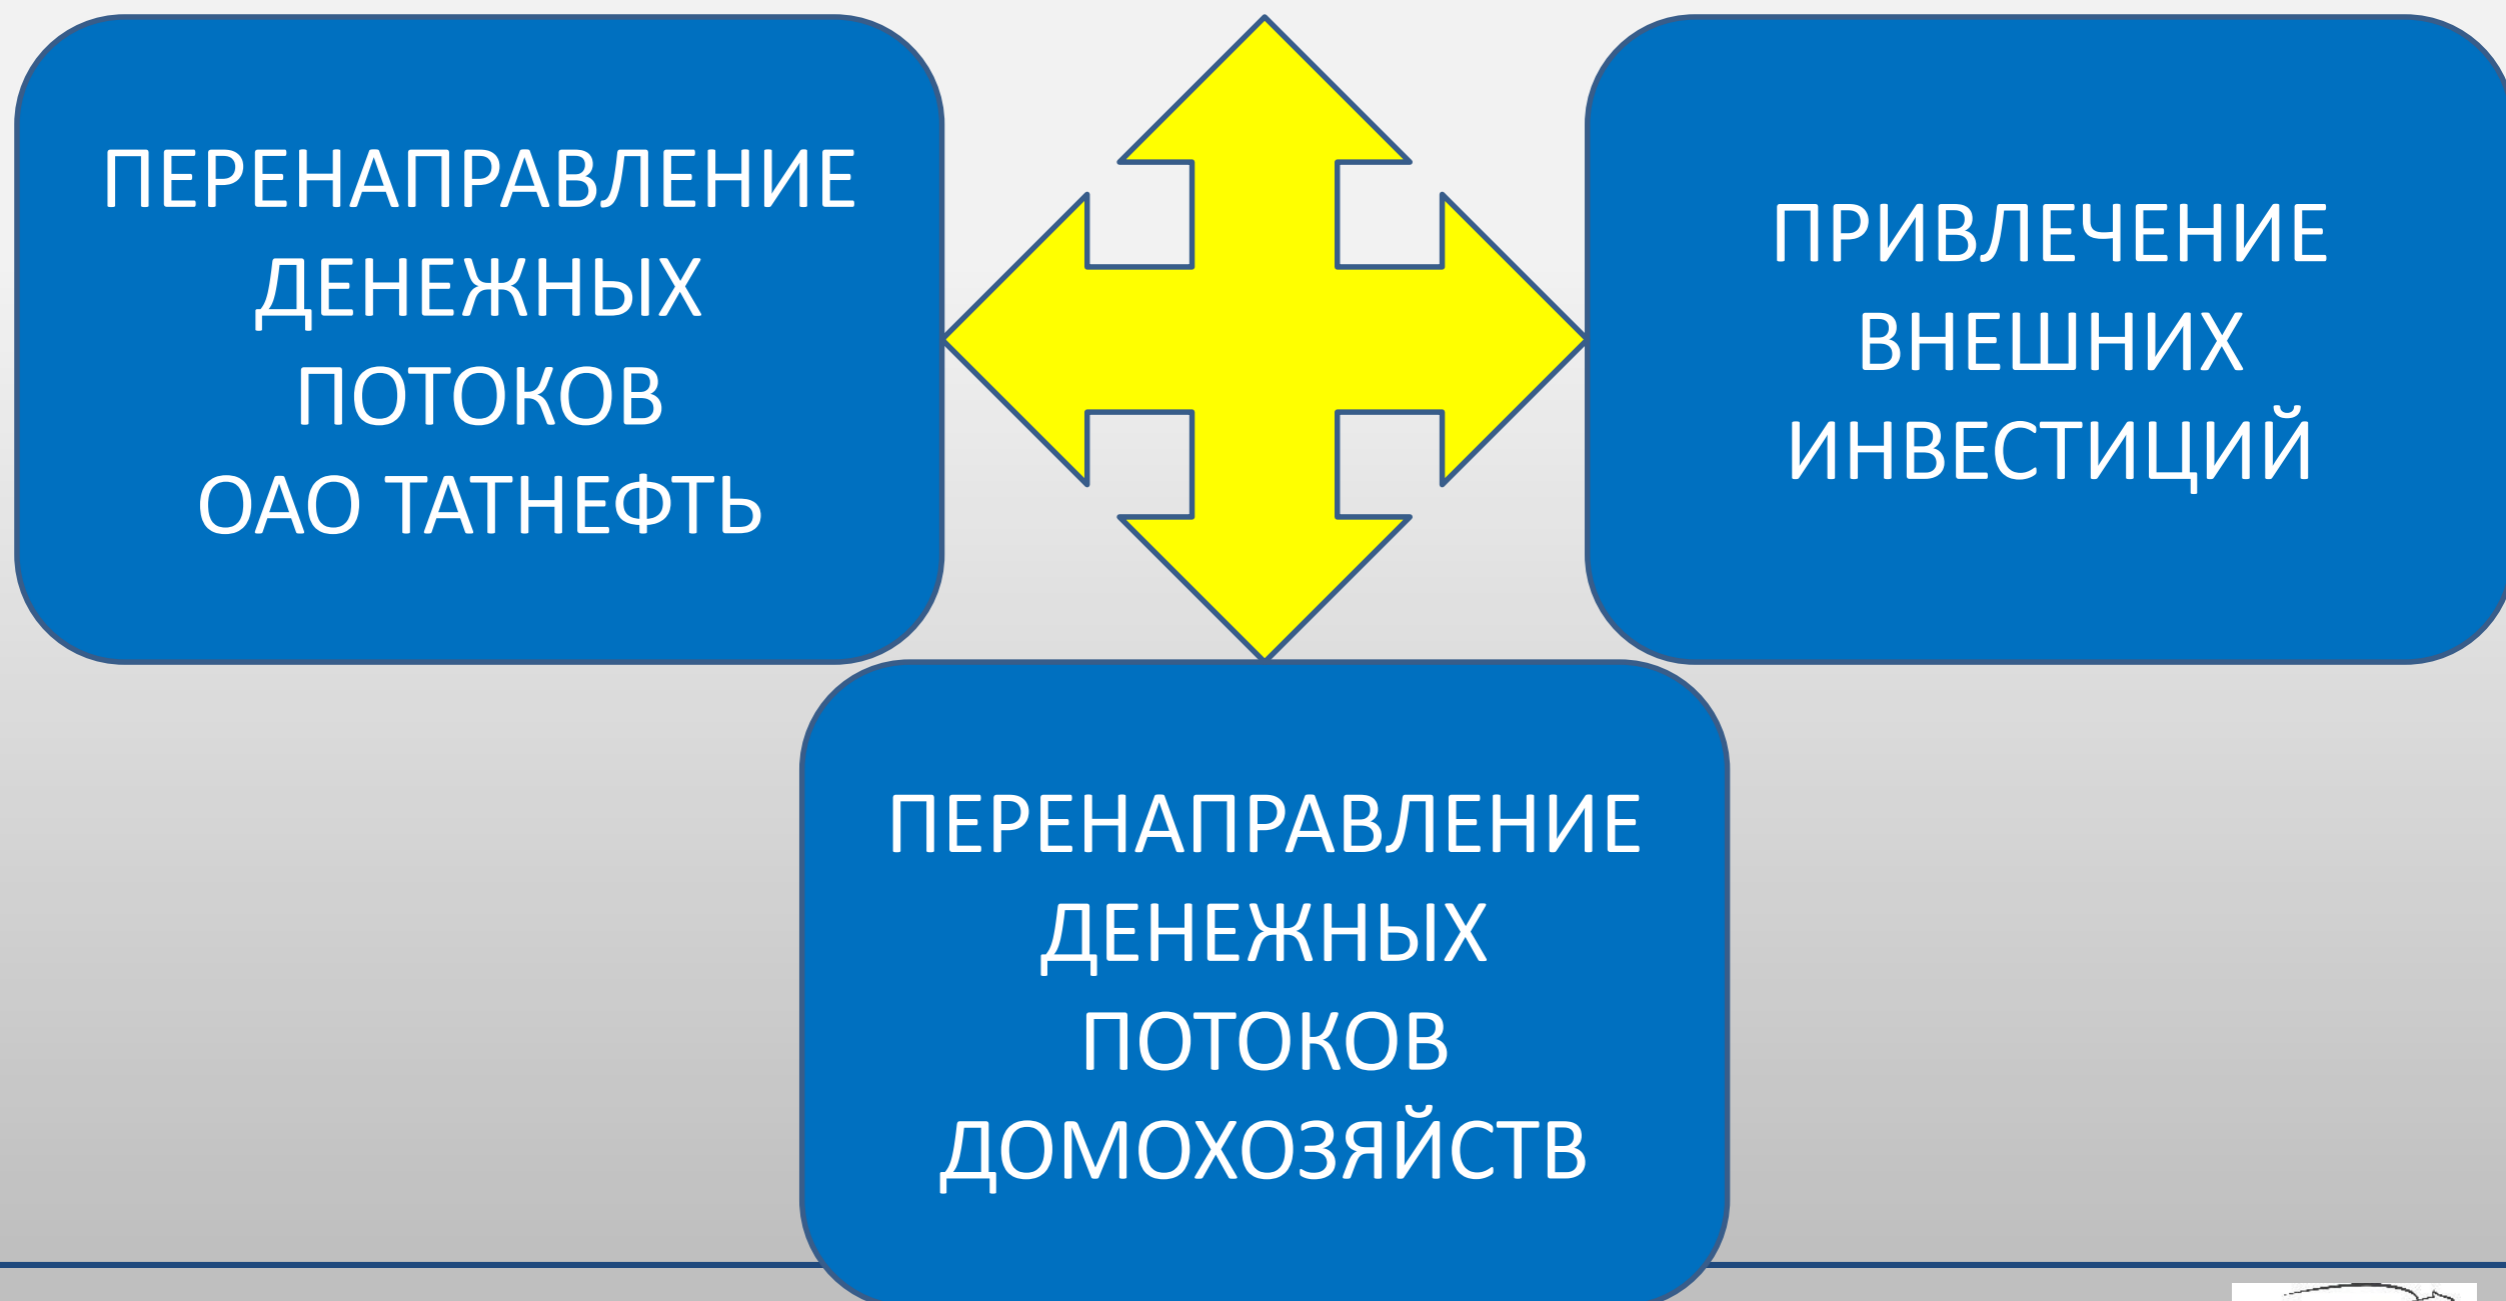 ПЕРЕНАПРАВЛЕНИЕ
ДЕНЕЖНЫХ
ПОТОКОВ
ОАО ТАТНЕФТЬ
ПРИВЛЕЧЕНИЕ
ВНЕШНИХ
ИНВЕСТИЦИЙ
ПЕРЕНАПРАВЛЕНИЕ
ДЕНЕЖНЫХ
ПОТОКОВ
ДОМОХОЗЯЙСТВ